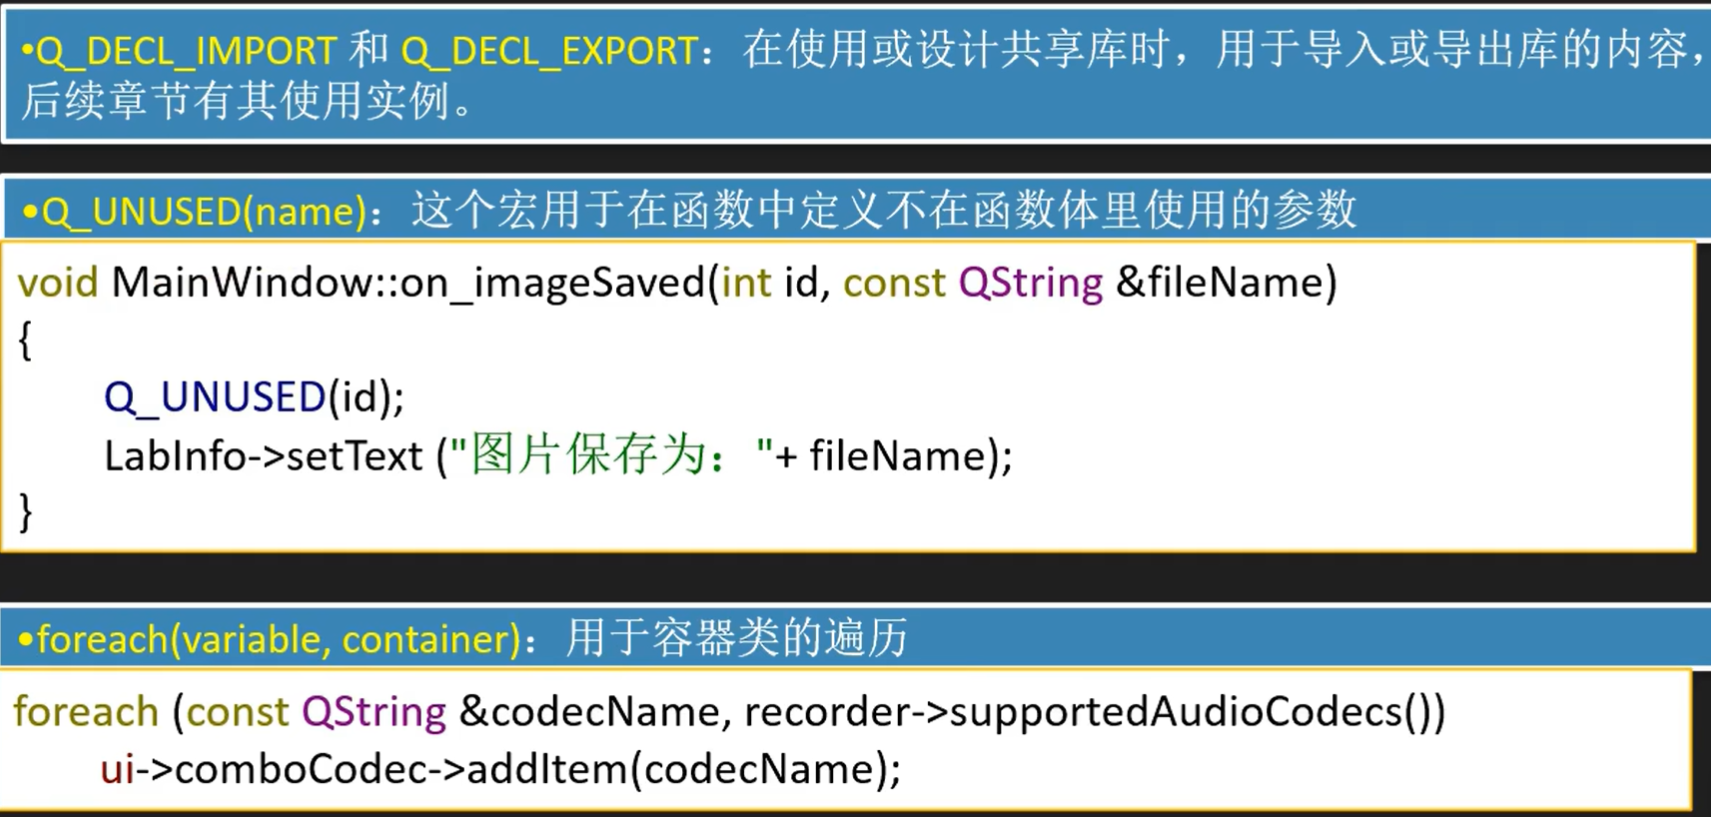 •Q_DECL_IMPORT 和 Q_DECL_EXPORT：在使用或设计共享库时，用于导入或导出库的内容，
后续章节有其使用实例。
•Q_UNUSED(name)：这个宏用于在函数中定义不在函数体里使用的参数
void MainWindow::on_imageSaved(int id, const QString &fileName)
{
Q_UNUSED(id);
LabInfo->setText ("图片保存为： "+ fileName);
}
•foreach(variable, container)：用于容器类的遍历
foreach (const QString &codecName, recorder->supportedAudioCodecs())
ui->comboCodec->addItem(codecName);